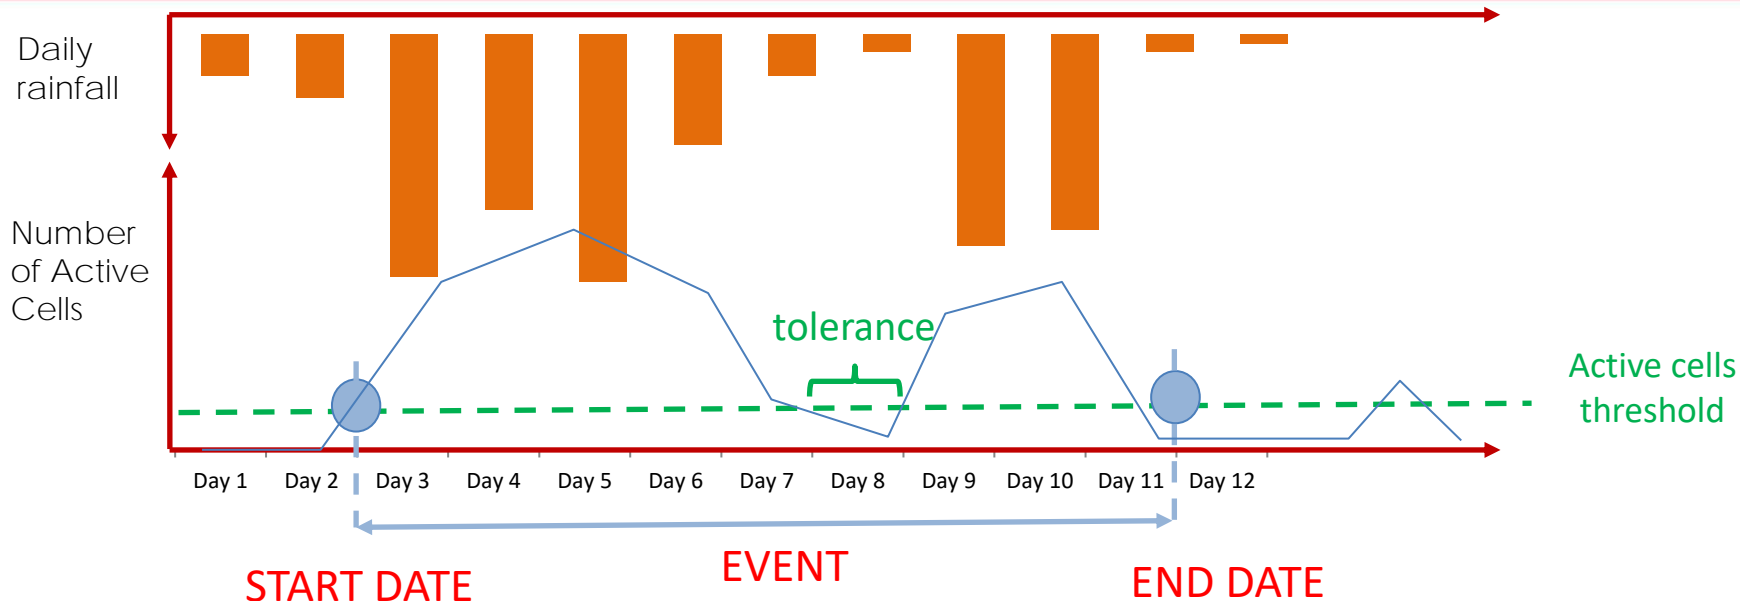 Daily
rainfall
Number
of Active
Cells
tolerance
Active cells
threshold
Day 1 Day 2 Day 3 Day 4 Day 5 Day 6 Day 7 Day 8 Day 9 Day 10 Day 11 Day 12
START DATE
EVENT
END DATE